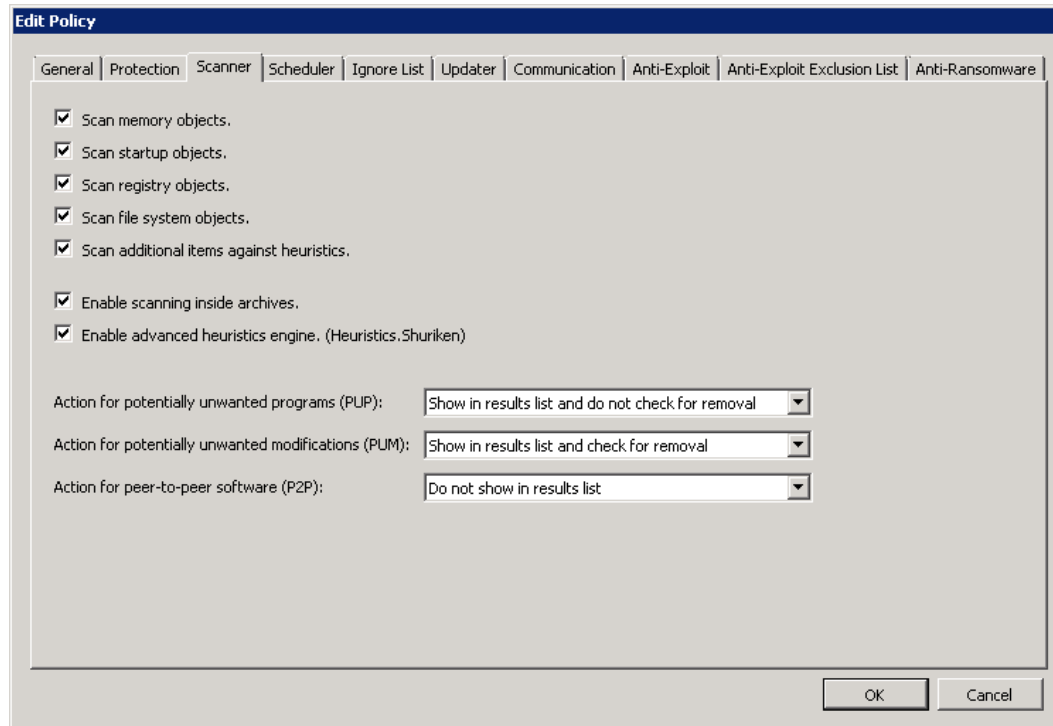 Edit Policy
General Protection Scanner Scheduler Ignore List Updater Communication Anti-Exploit Anti-Exploit Exclusion List Anti-Ransomware
Scan memory objects.
Scan startup objects.
Scan registry objects.
Scan file system objects.
Scan additional items against heuristics.
Enable scanning inside archives.
Enable advanced heuristics engine. (Heuristics.Shuriken)
Action for potentially unwanted programs (PUP): Show in results list and do not check for removal
Action for potentially unwanted modifications (PUM): Show in results list and check for removal
Action for peer-to-peer software (P2P): Do not show in results list
OK Cancel